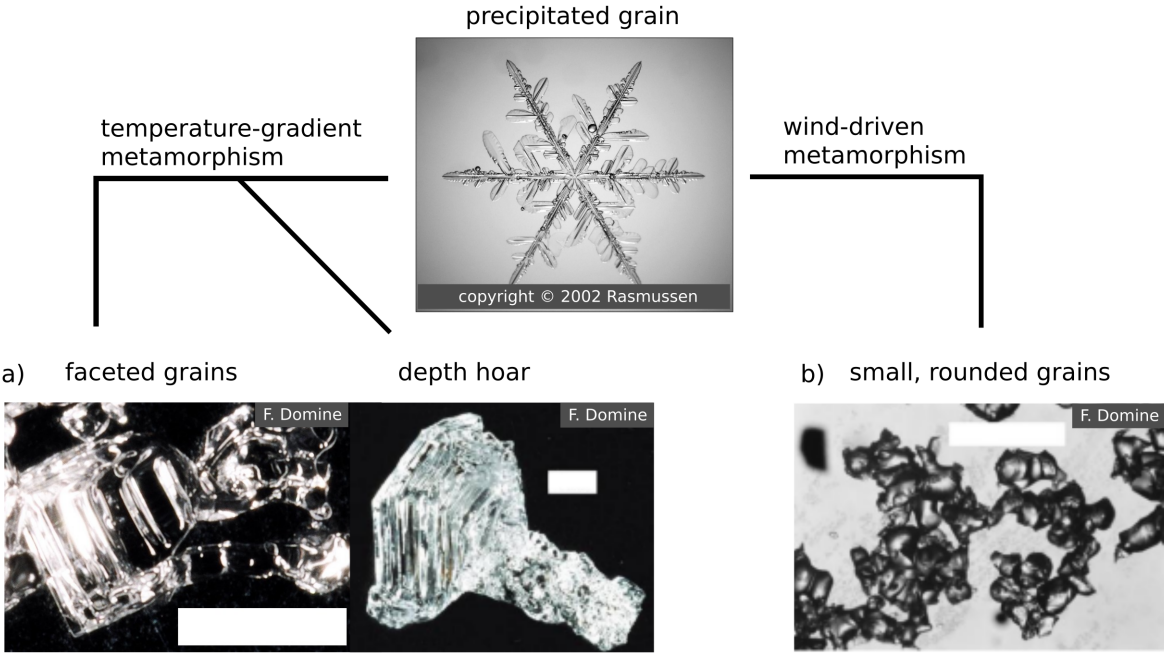 precipitated grain
temperature-gradient
metamorphism
wind-driven
metamorphism
copyright © 2002 Rasmussen
a) faceted grains
depth hoar
b) small, rounded grains
F. Domine
F. Domine
F. Domine